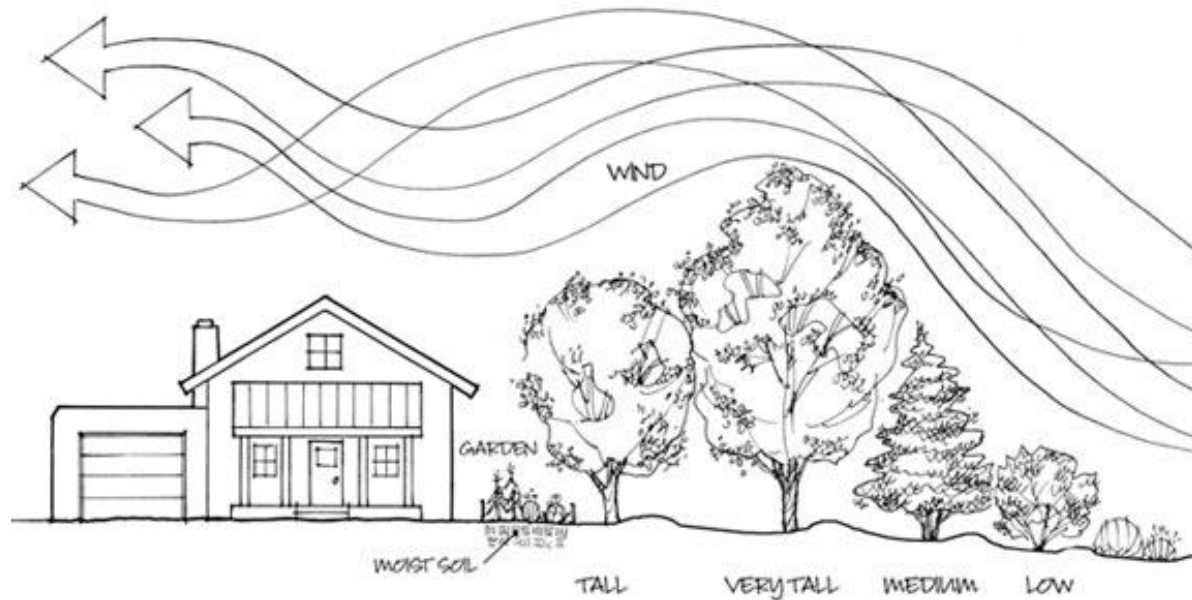 WIND
GARDEN
MOIST SOIL
TALL
VERY TALL
MEDIUM
LOW